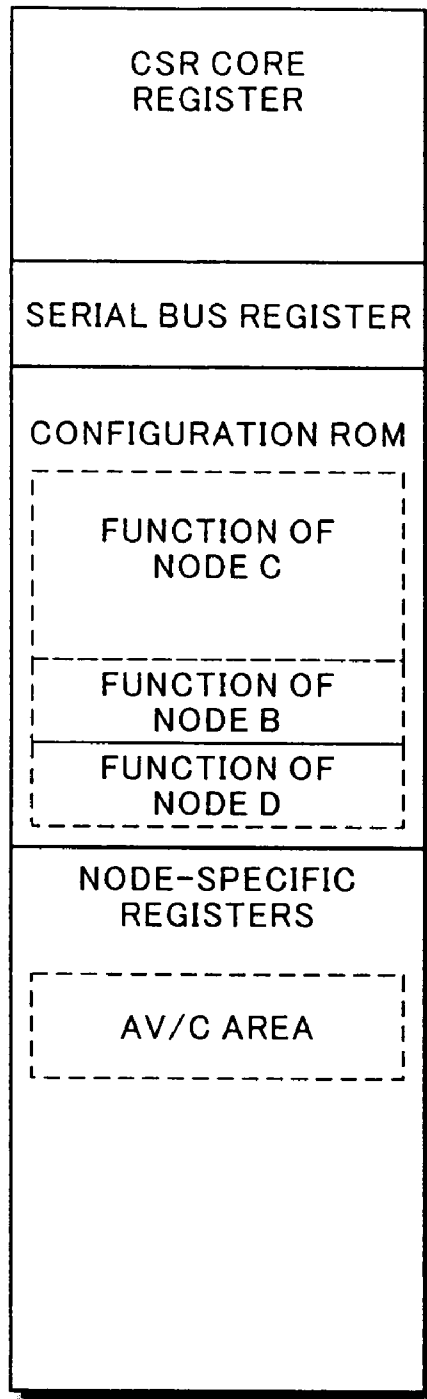 CSR CORE
REGISTER
SERIAL BUS REGISTER
CONFIGURATION ROM
FUNCTION OF
NODE C
FUNCTION OF
NODE B
FUNCTION OF
NODE D
NODE-SPECIFIC
REGISTERS
AV/C AREA